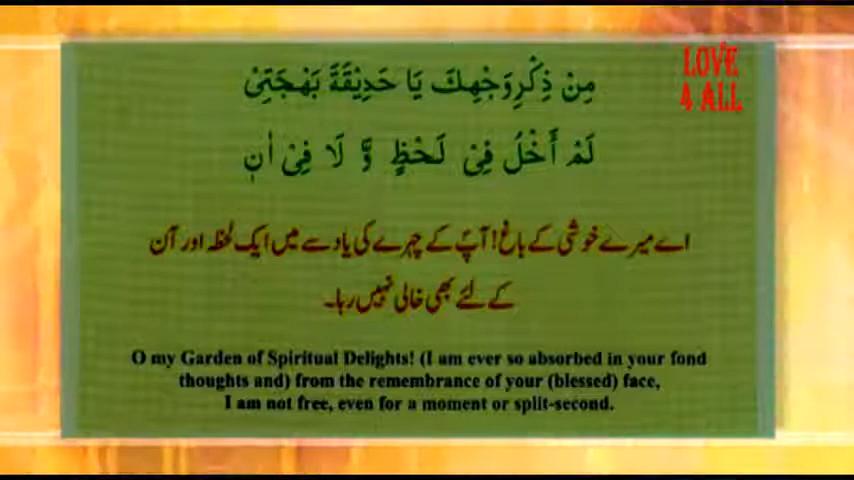 LOVE
4 ALL
مِنْ ذِكْرِوَجْهِكَ يَا حَدِيْقَةَ بَهْجَتِيْ
لَمْ أَخْلُ فِيْ لَحْظٍ وَّ لَا فِيْ اٰنٖ
اے میرے خوشی کے باغ! آپؐ کے چہرے کی یاد سے میں ایک لحظہ اور آن
کے لئے بھی خالی نہیں رہا۔
O my Garden of Spiritual Delights! (I am ever so absorbed in your fond
thoughts and) from the remembrance of your (blessed) face,
I am not free, even for a moment or split-second.